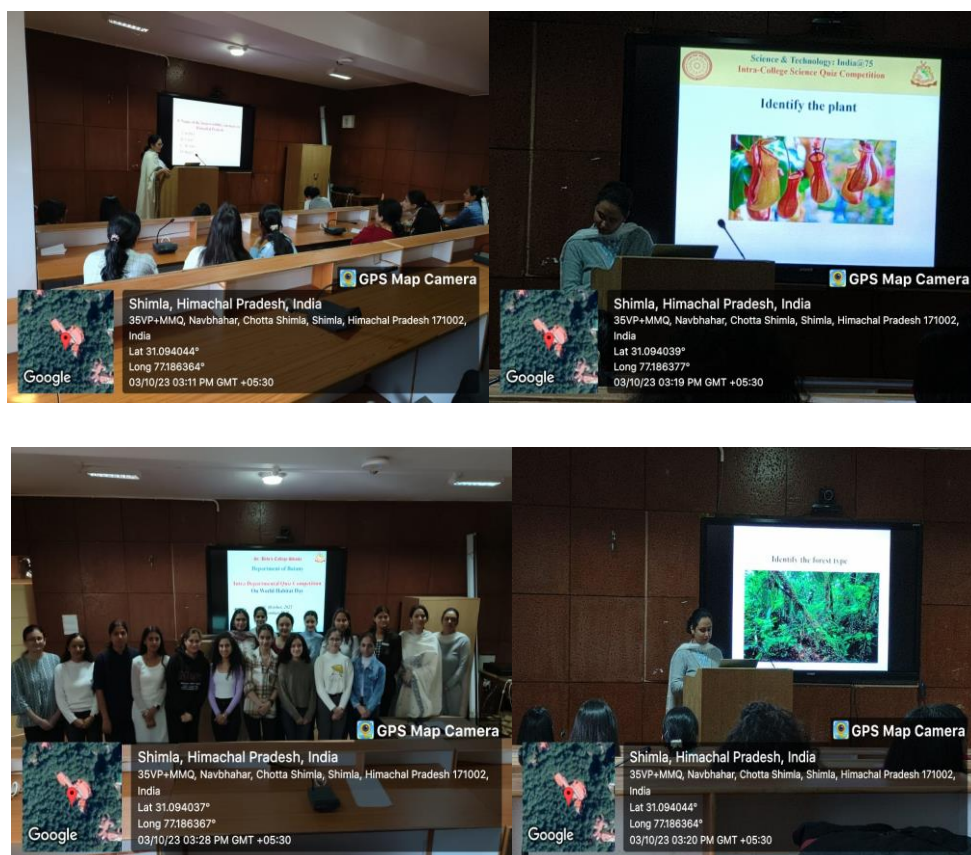 Himachal Pradesh
GPS Map Camera
Google
Shimla, Himachal Pradesh, India
35VP+MMQ, Navbhahar, Chotta Shimla, Shimla, Himachal Pradesh 171002,
India
Lat 31.094044°
Long 77.186364°
03/10/23 03:11 PM GMT +05:30
Science & Technology: India@75
Intra-College Science Quiz Competition
Identify the plant
GPS Map Camera
Google
Shimla, Himachal Pradesh, India
35VP+MMQ, Navbhahar, Chotta Shimla, Shimla, Himachal Pradesh 171002,
India
Lat 31.094039°
Long 77.186377°
03/10/23 03:19 PM GMT +05:30
Department of Botany
Intra Departmental Quiz Competition
On World Habitat Day
GPS Map Camera
Google
Shimla, Himachal Pradesh, India
35VP+MMQ, Navbhahar, Chotta Shimla, Shimla, Himachal Pradesh 171002,
India
Lat 31.094037°
Long 77.186367°
03/10/23 03:28 PM GMT +05:30
Identify the forest type
GPS Map Camera
Google
Shimla, Himachal Pradesh, India
35VP+MMQ, Navbhahar, Chotta Shimla, Shimla, Himachal Pradesh 171002,
India
Lat 31.094044°
Long 77.186364°
03/10/23 03:20 PM GMT +05:30